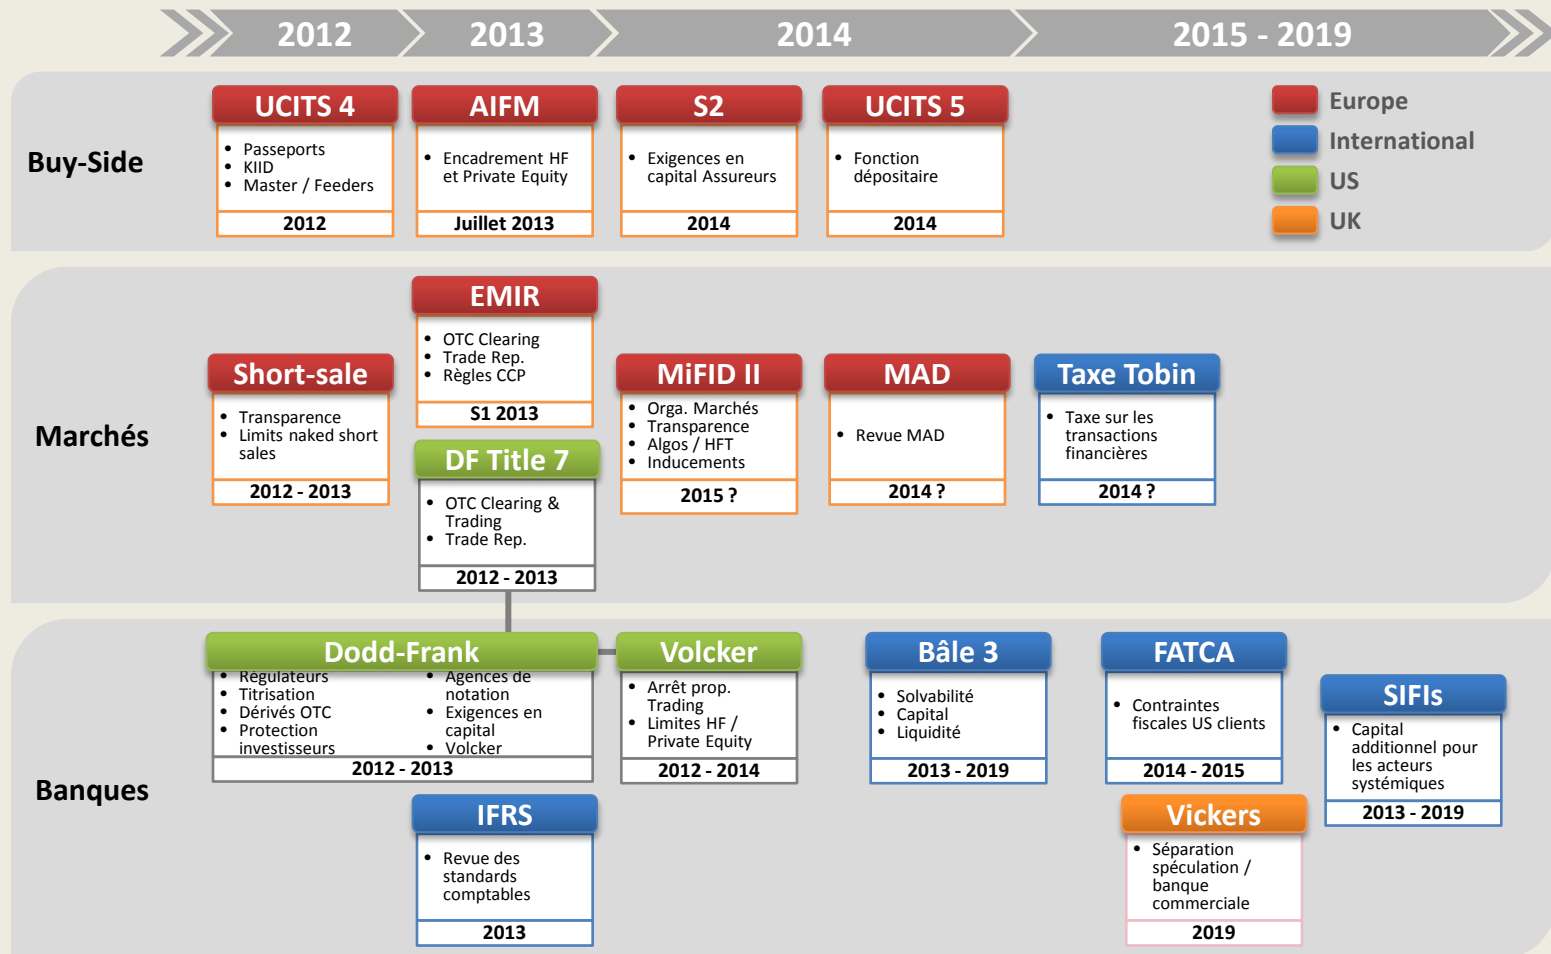 2012
2013
2014
2015 - 2019
Europe
International
US
UK
Buy-Side
UCITS 4
• Passeports
• KIID
• Master / Feeders
2012
AIFM
• Encadrement HF
et Private Equity
Juillet 2013
S2
• Exigences en
capital Assureurs
2014
UCITS 5
• Fonction
dépositaire
2014
Marchés
Short-sale
• Transparence
• Limits naked short
sales
2012 - 2013
EMIR
• OTC Clearing
• Trade Rep.
• Règles CCP
S1 2013
DF Title 7
• OTC Clearing &
Trading
• Trade Rep.
2012 - 2013
MiFID II
• Orga. Marchés
• Transparence
• Algos / HFT
• Inducements
2015 ?
MAD
• Revue MAD
2014 ?
Taxe Tobin
• Taxe sur les
transactions
financières
2014 ?
Banques
Dodd-Frank
• Régulateurs
• Titrisation
• Dérivés OTC
• Protection
investisseurs
• Agences de
notation
• Exigences en
capital
• Volcker
2012 - 2013
Volcker
• Arrêt prop.
Trading
• Limites HF /
Private Equity
2012 - 2014
Bâle 3
• Solvabilité
• Capital
• Liquidité
2013 - 2019
FATCA
• Contraintes
fiscales US clients
2014 - 2015
SIFIs
• Capital
additionnel pour
les acteurs
systémiques
2013 - 2019
IFRS
• Revue des
standards
comptables
2013
Vickers
• Séparation
spéculation /
banque
commerciale
2019